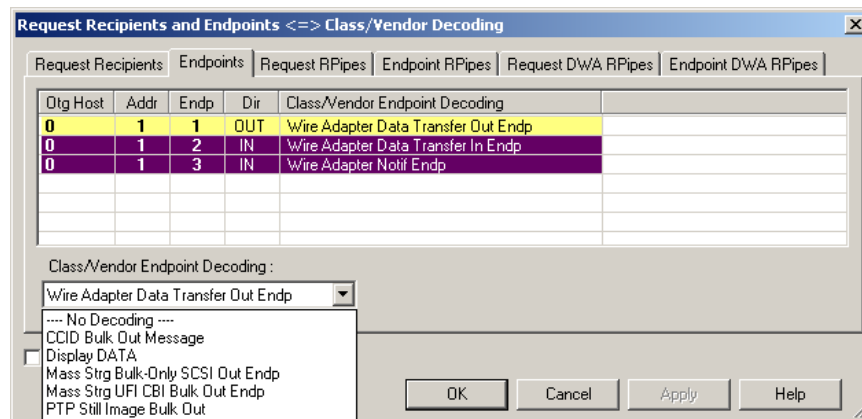 Request Recipients and Endpoints <=> Class/Vendor Decoding
Request Recipients Endpoints Request RPipes Endpoint RPipes Request DWA RPipes Endpoint DWA RPipes
Otg Host Addr Endp Dir Class/Vendor Endpoint Decoding
0 1 1 OUT Wire Adapter Data Transfer Out Endp
0 1 2 IN Wire Adapter Data Transfer In Endp
0 1 3 IN Wire Adapter Notif Endp
Class/Vendor Endpoint Decoding :
Wire Adapter Data Transfer Out Endp
---- No Decoding ----
CCID Bulk Out Message
Display DATA
Mass Strg Bulk-Only SCSI Out Endp
Mass Strg UFI CBI Bulk Out Endp
PTP Still Image Bulk Out
OK Cancel Apply Help